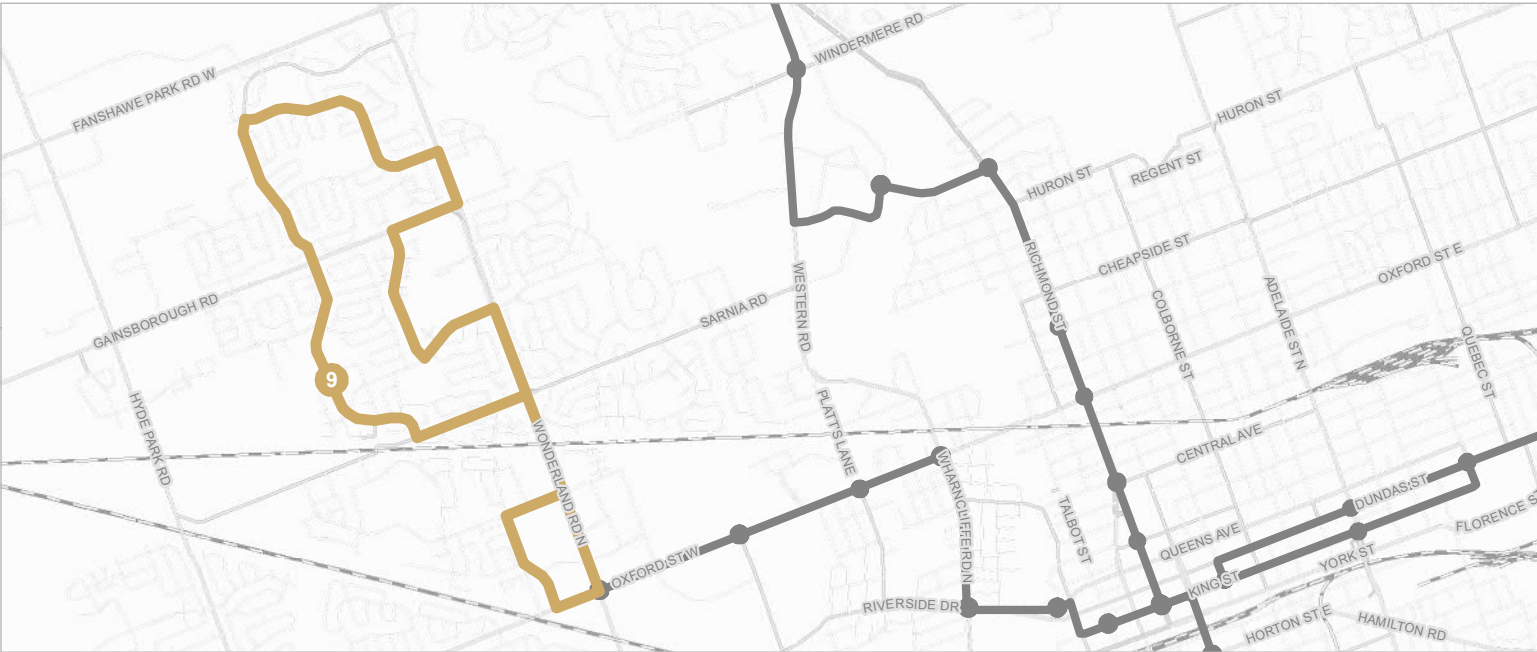 WINDERMERE RD
FANSHAWE PARK RD W
HURON ST
REGENT ST
HURON ST
CHEAPSIDE ST
OXFORD ST E
RICHMOND ST
WESTERN RD
ADELAIDE ST N
COLBORNE ST
GAINSBOROUGH RD
SARNIA RD
QUEBEC ST
9
HYDE PARK RD
PLATT'S LANE
WONDERLAND RD N
CENTRAL AVE
WHARNCLIFFE RD N
DUNDAS ST
TALBOT ST
FLORENCE S
QUEENS AVE
OXFORD ST W
YORK ST
KING ST
RIVERSIDE DR
HORTON ST E
HAMILTON RD